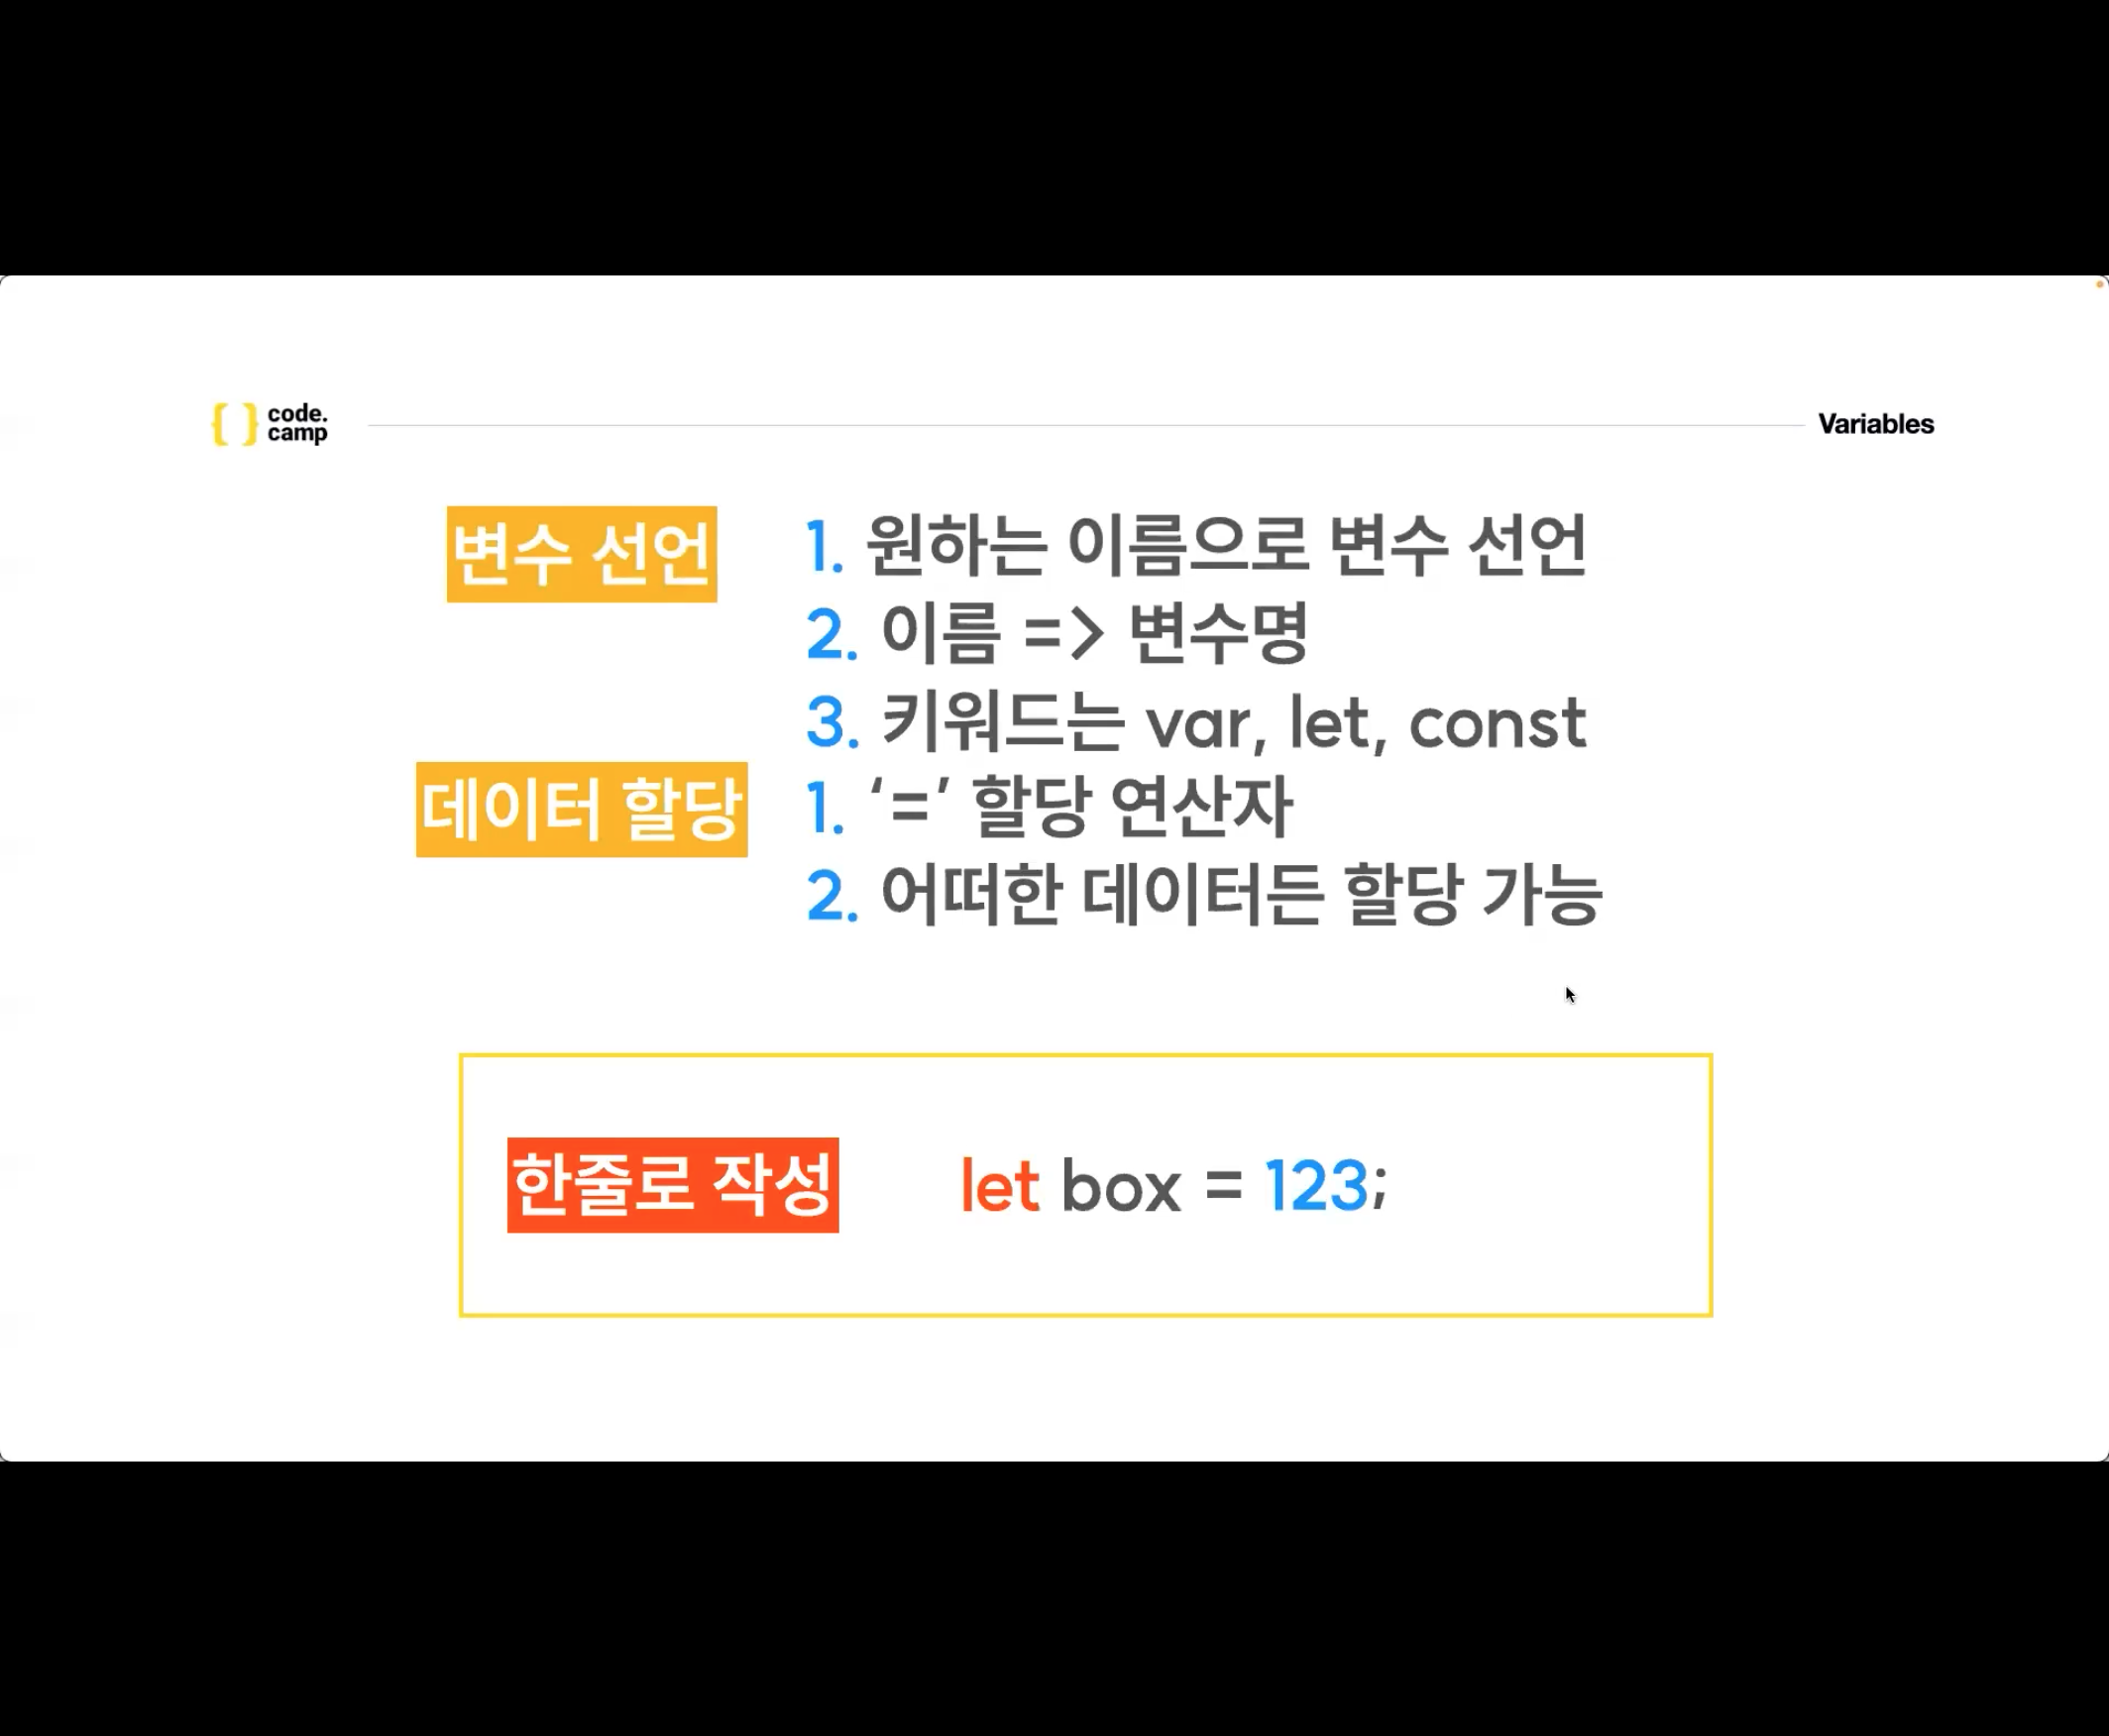 code.
camp
Variables
변수 선언
1. 원하는 이름으로 변수 선언
2. 이름 => 변수명
3. 키워드는 var, let, const
데이터 할당
1. ‘=’ 할당 연산자
2. 어떠한 데이터든 할당 가능
한줄로 작성
let box = 123;